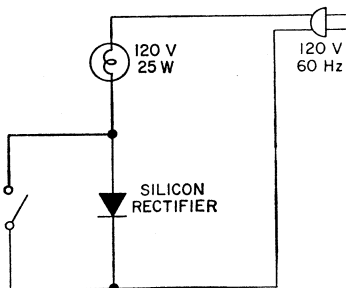 120 V
25 W
120 V
60 Hz
SILICON
RECTIFIER